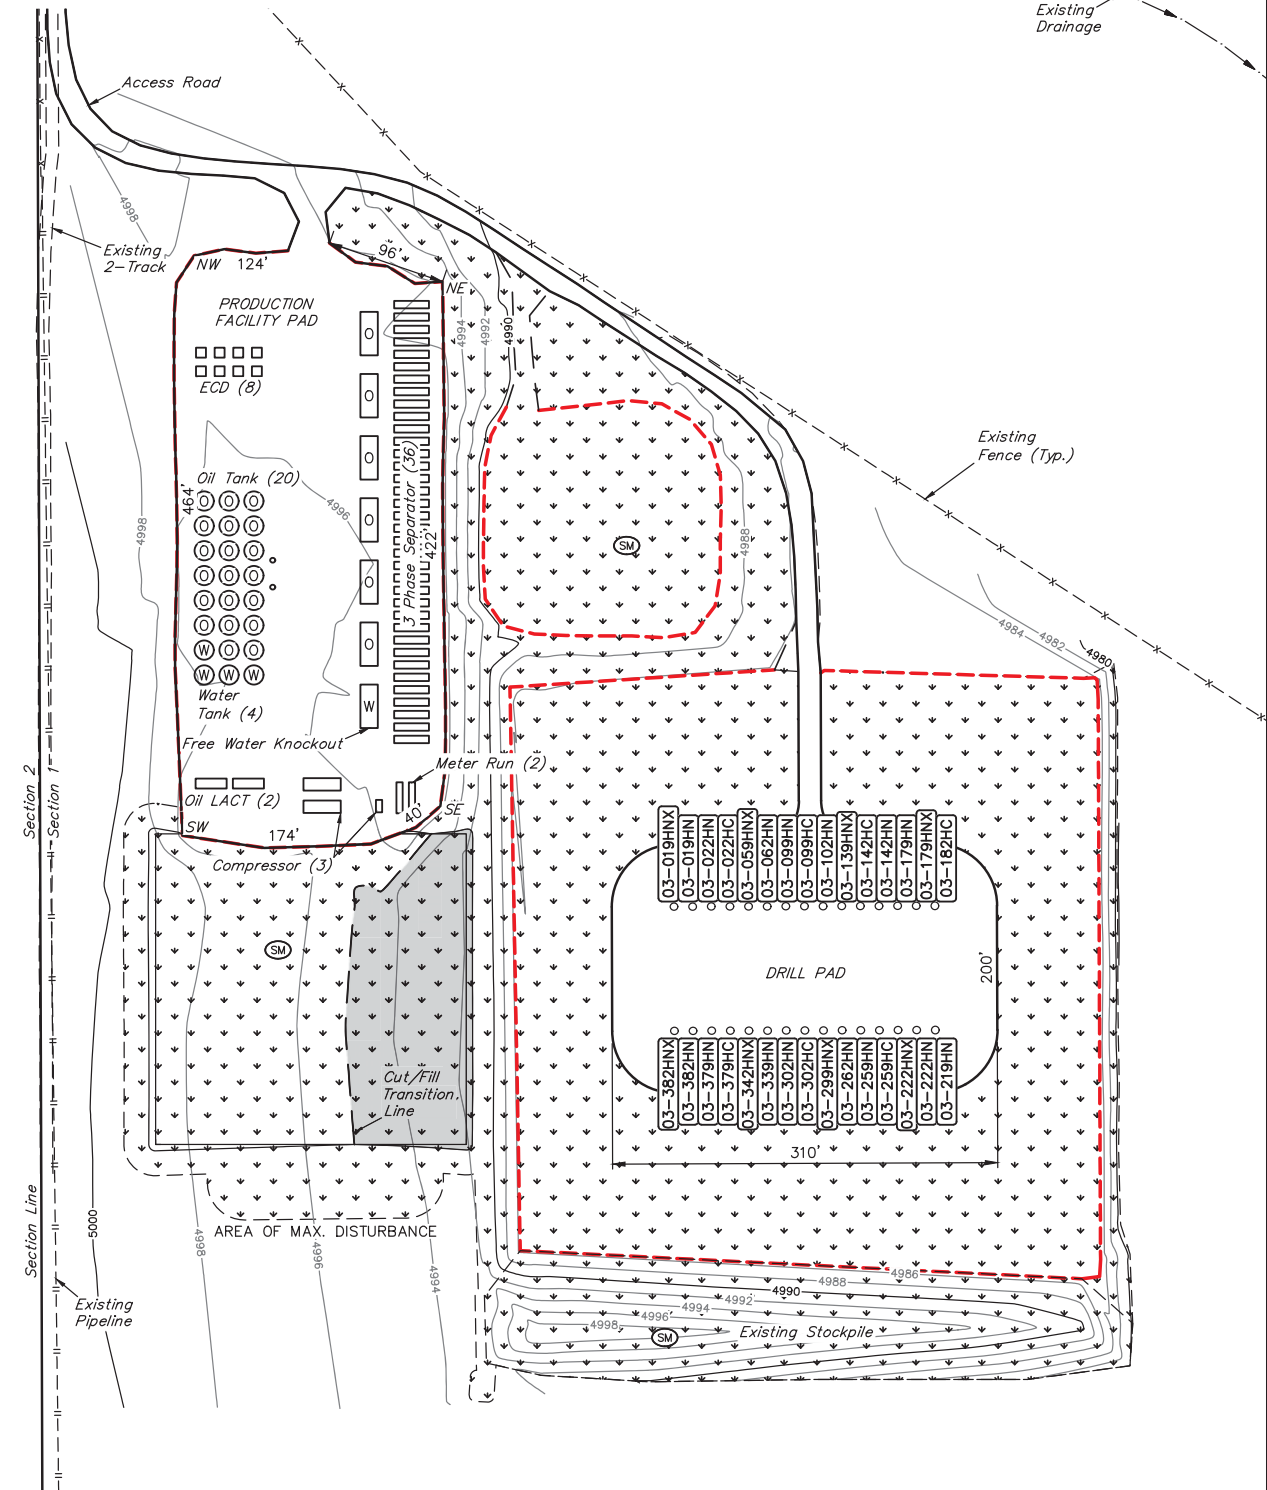 Existing
Drainage
Access Road
4998
Existing
2-Track
NW 124'
96'
NE
PRODUCTION
FACILITY PAD
4994
4992
4990
ECD (8)
O
O
O
O
O
O
W
Existing
Fence (Typ.)
Oil Tank (20)
464'
4996
3 Phase Separator (36)
422'
4998
SM
4988
O O O
O O O
O O O
O O O
O O O
O O O
W O O
W W W
4984
4982
4980
Water
Tank (4)
Free Water Knockout
Meter Run (2)
Oil LACT (2)
SW
174'
40'
SE
Compressor (3)
Section 2
Section 1
SM
03-019HNX
03-019HN
03-022HN
03-022HC
03-059HNX
03-062HN
03-099HN
03-099HC
03-102HN
03-139HNX
03-142HC
03-142HN
03-179HN
03-179HNX
03-182HC
DRILL PAD
200'
03-382HNX
03-382HN
03-379HN
03-379HC
03-342HNX
03-339HN
03-302HN
03-302HC
03-299HNX
03-262HN
03-259HN
03-259HC
03-222HNX
03-222HN
03-219HN
310'
Cut/Fill
Transition
Line
AREA OF MAX. DISTURBANCE
Section Line
5000
4998
4996
4994
Existing
Pipeline
4986
4988
4990
4992
4994
4996
4998
SM
Existing Stockpile